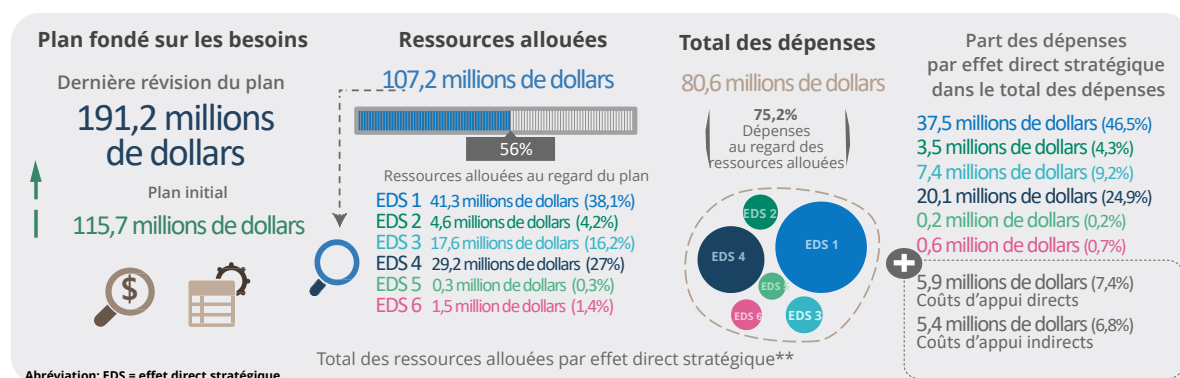 Plan fondé sur les besoins
Dernière révision du plan
191,2 millions
de dollars
Plan initial
115,7 millions de dollars
$
Abréviation: EDS = effet direct stratégique
Ressources allouées
107,2 millions de dollars
56%
Ressources allouées au regard du plan
EDS 1 41,3 millions de dollars (38,1%)
EDS 2 4,6 millions de dollars (4,2%)
EDS 3 17,6 millions de dollars (16,2%)
EDS 4 29,2 millions de dollars (27%)
EDS 5 0,3 million de dollars (0,3%)
EDS 6 1,5 million de dollars (1,4%)
Total des ressources allouées par effet direct stratégique**
Total des dépenses
80,6 millions de dollars
75,2%
Dépenses
au regard des
ressources allouées
EDS 2
EDS 1
EDS 4
EDS
EDS 6
EDS 3
Part des dépenses
par effet direct stratégique
dans le total des dépenses
37,5 millions de dollars (46,5%)
3,5 millions de dollars (4,3%)
7,4 millions de dollars (9,2%)
20,1 millions de dollars (24,9%)
0,2 million de dollars (0,2%)
0,6 million de dollars (0,7%)
+
5,9 millions de dollars (7,4%)
Coûts d’appui directs
5,4 millions de dollars (6,8%)
Coûts d’appui indirects